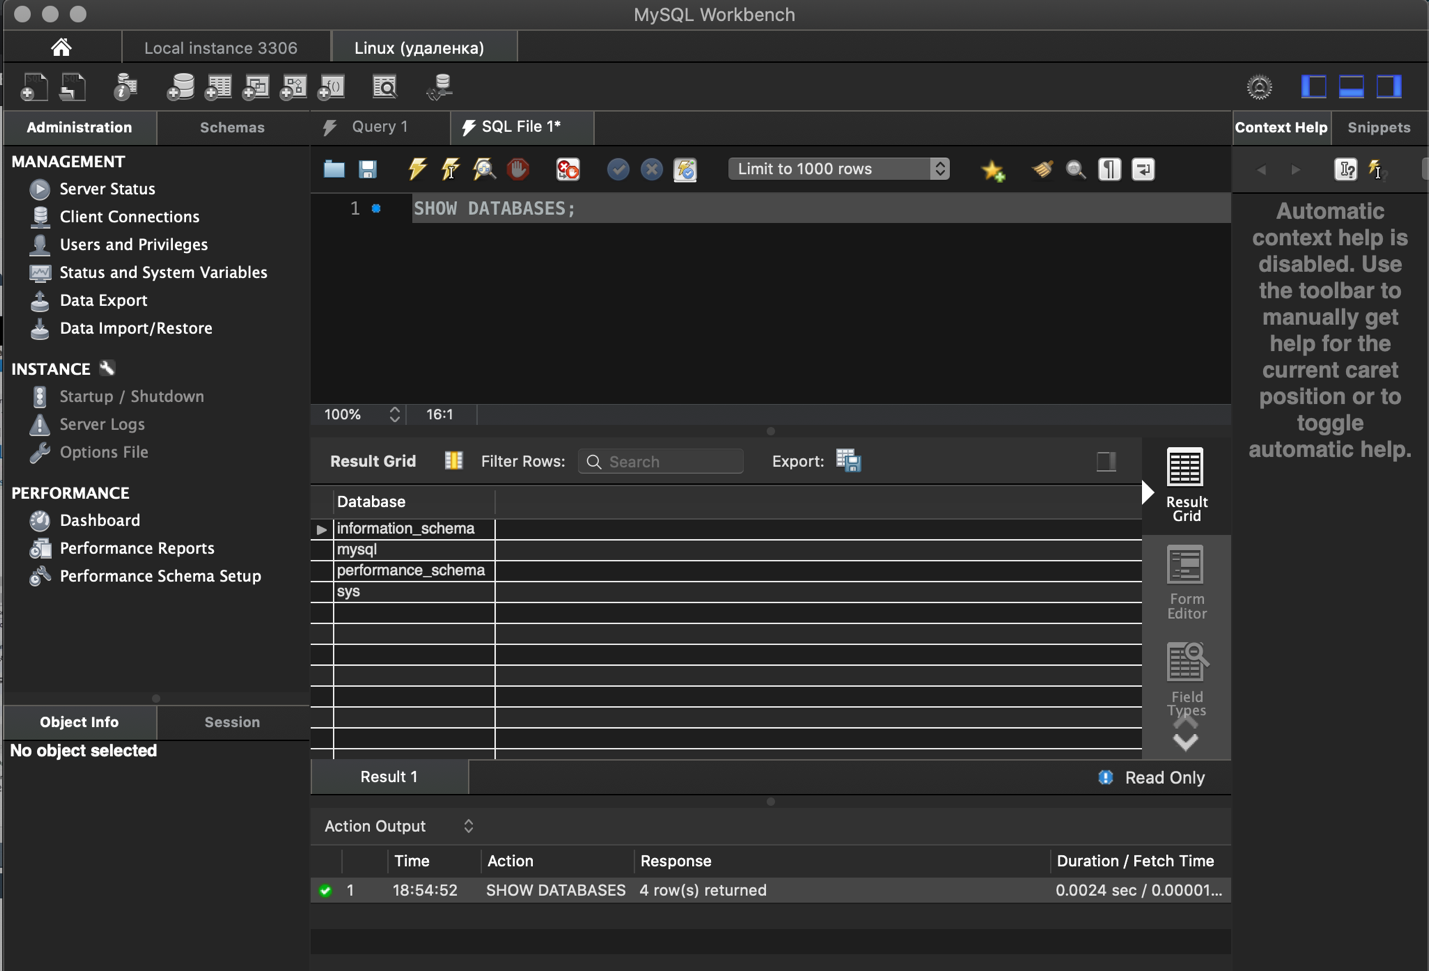 MySQL Workbench
Local instance 3306
Linux (удаленка)
Administration
Schemas
Query 1
SQL File 1*
Context Help
Snippets
MANAGEMENT
Server Status
Client Connections
Users and Privileges
Status and System Variables
Data Export
Data Import/Restore
INSTANCE
Startup / Shutdown
Server Logs
Options File
PERFORMANCE
Dashboard
Performance Reports
Performance Schema Setup
Object Info
Session
No object selected
Limit to 1000 rows
1
SHOW DATABASES;
100%
16:1
Result Grid
Filter Rows:
Search
Export:
Database
information_schema
mysql
performance_schema
sys
Result
Grid
Form
Editor
Field
Types
Result 1
Read Only
Action Output
Time
Action
Response
Duration / Fetch Time
1
18:54:52
SHOW DATABASES
4 row(s) returned
0.0024 sec / 0.00001...
Automatic
context help is
disabled. Use
the toolbar to
manually get
help for the
current caret
position or to
toggle
automatic help.